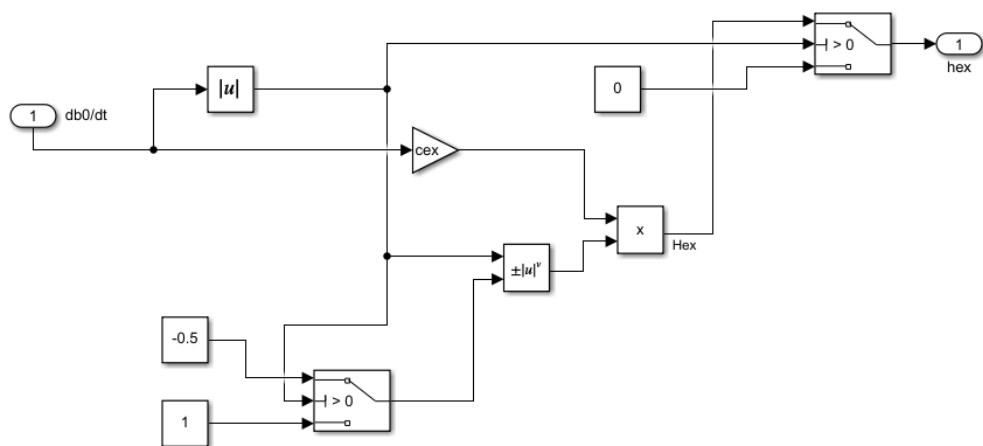 > 0
1
hex
|u|
0
1
db0/dt
cex
x
Hex
±|u|ᵛ
-0.5
> 0
1